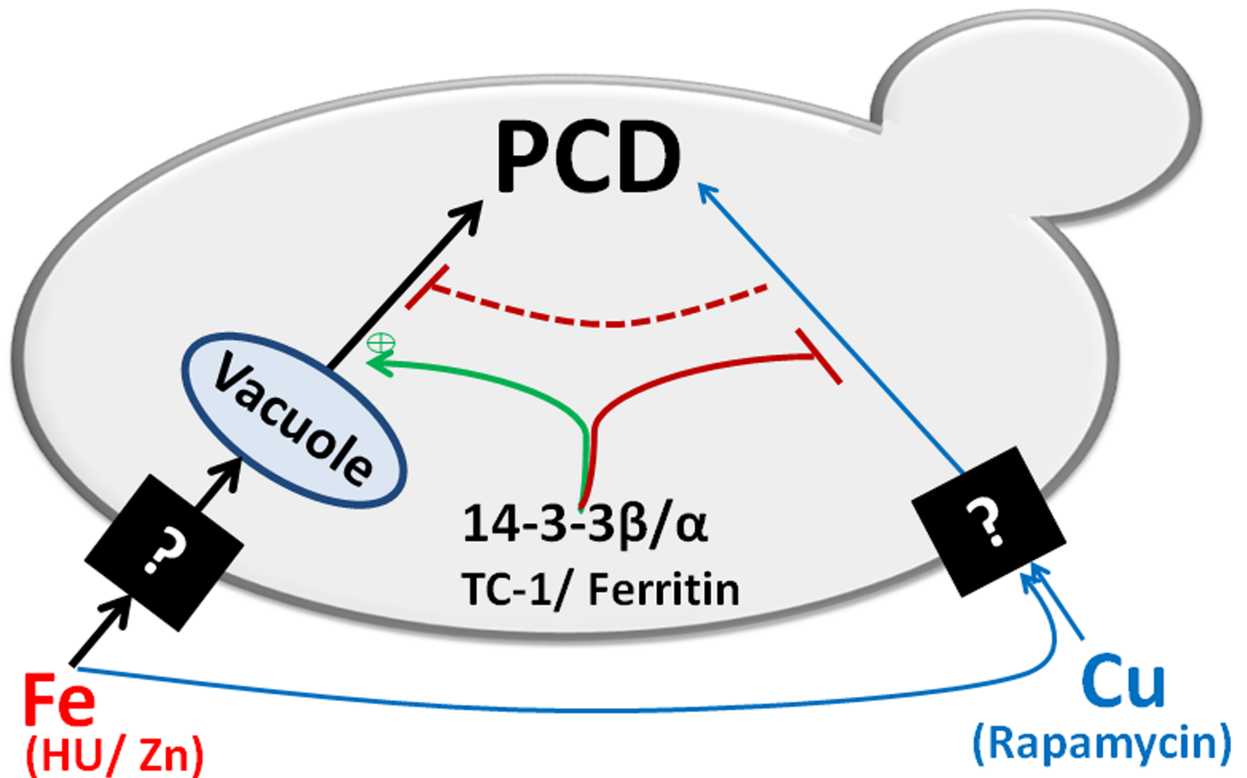 PCD
Vacuole
?
?
14-3-3β/α
TC-1/ Ferritin
Fe
(HU/ Zn)
Cu
(Rapamycin)